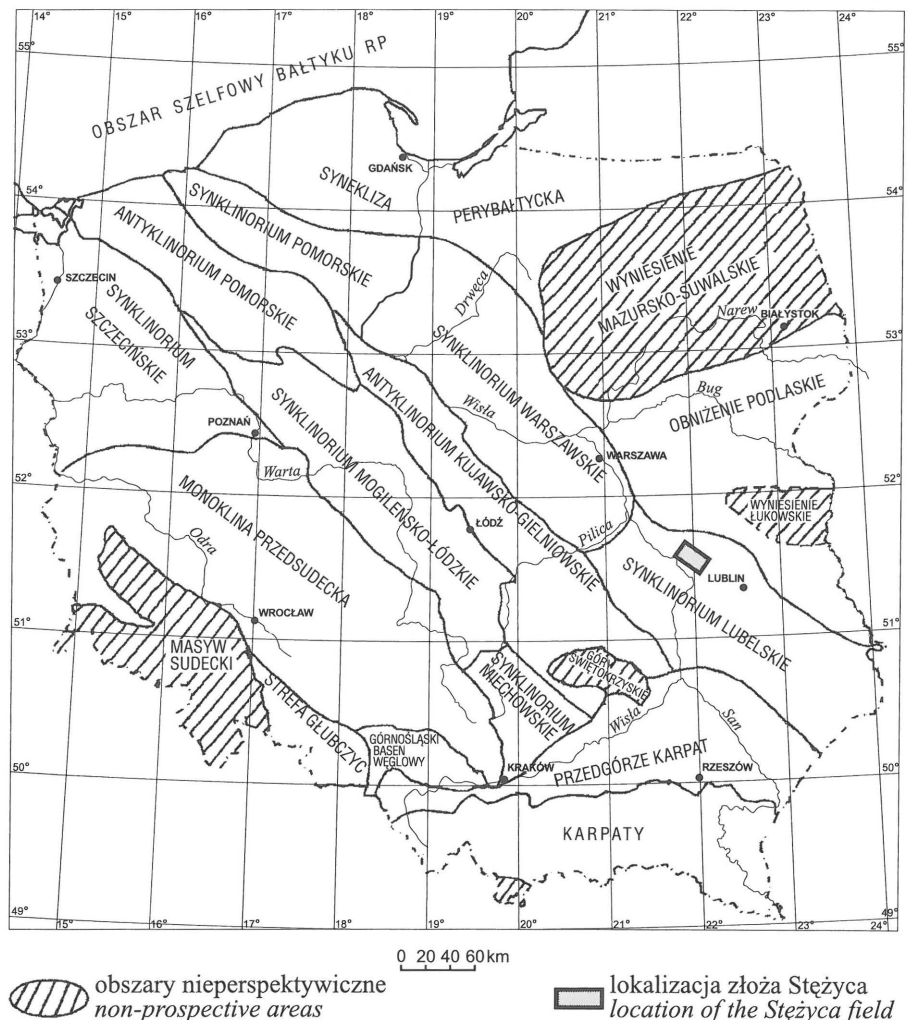 14° 15° 16° 17° 18° 19° 20° 21° 22° 23° 24°
55° 55°
OBSZAR SZELFOWY BAŁTYKU RP
GDAŃSK
SYNEKLIZA
PERYBAŁTYCKA
54° 54°
SYNKLINORIUM POMORSKIE
ANTYKLINORIUM POMORSKIE
WYNIESIENIE
MAZURSKO-SUWALSKIE
SZCZECIN
SYNKLINORIUM
SZCZECIŃSKIE
Drwęca
Narew
BIAŁYSTOK
53° 53°
SYNKLINORIUM WARSZAWSKIE
ANTYKLINORIUM KUJAWSKO-GIELNIOWSKIE
Wisła
Bug
OBNIŻENIE PODLASKIE
POZNAŃ
SYNKLINORIUM MOGILEŃSKO-ŁÓDZKIE
WARSZAWA
Warta
52° 52°
MONOKLINA PRZEDSUDECKA
WYNIESIENIE
ŁUKOWSKIE
ŁÓDŹ
Pilica
Odra
SYNKLINORIUM LUBELSKIE
LUBLIN
WROCŁAW
51° 51°
MASYW
SUDECKI
STREFA GŁUBCZYC
SYNKLINORIUM
MIECHOWSKIE
GÓRY
ŚWIĘTOKRZYSKIE
Wisła
San
GÓRNOŚLĄSKI
BASEN
WĘGLOWY
KRAKÓW
PRZEDGÓRZE KARPAT
RZESZÓW
50° 50°
KARPATY
49° 49°
14° 15° 16° 17° 18° 19° 20° 21° 22° 23° 24°
0 20 40 60 km
obszary nieperspektywiczne
non-prospective areas
lokalizacja złoża Stężyca
location of the Stężyca field